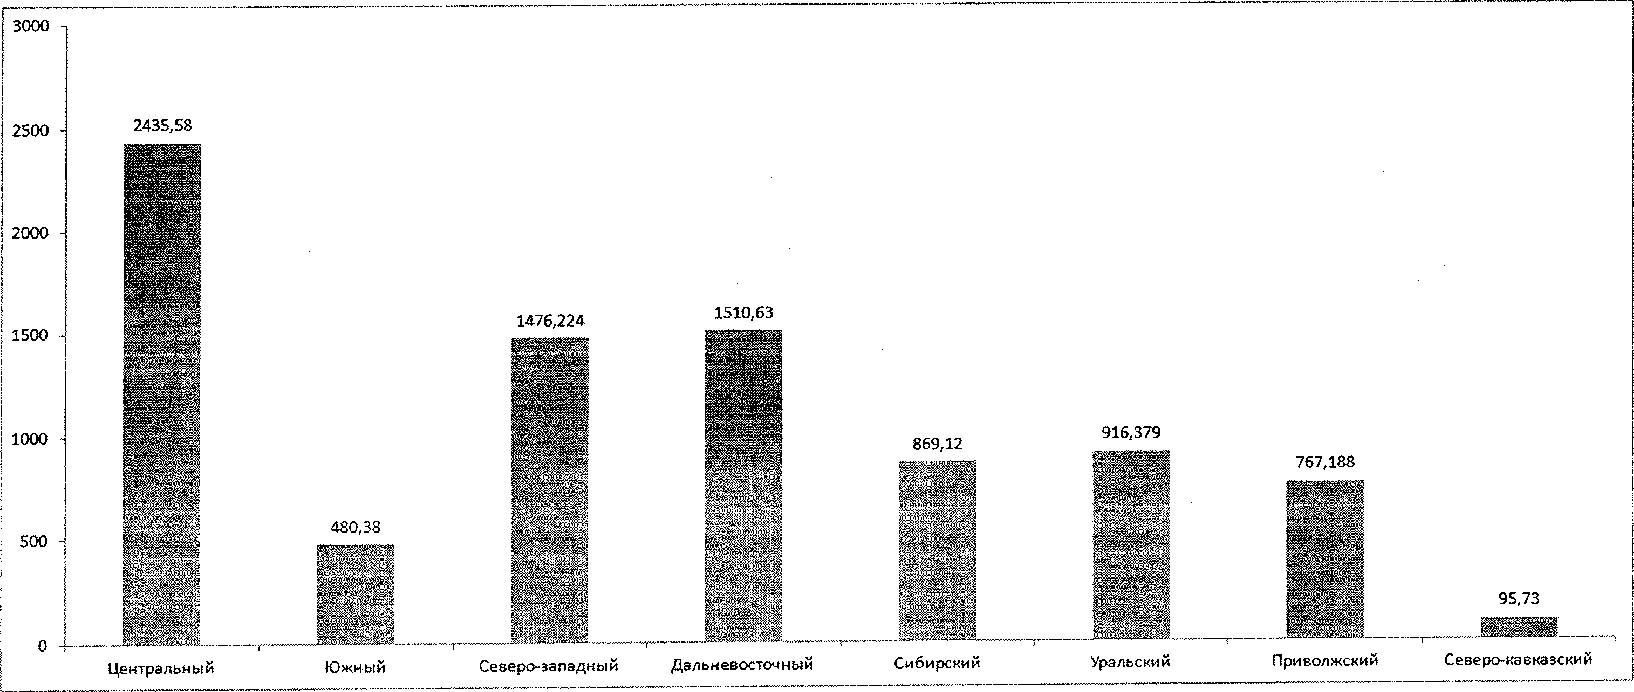 3000
2500
2000
1500
1000
500
0
2435,58
480,38
1476,224
1510,63
869,12
916,379
767,188
95,73
Центральный
Южный
Северо-западный
Дальневосточный
Сибирский
Уральский
Приволжский
Северо-кавказский